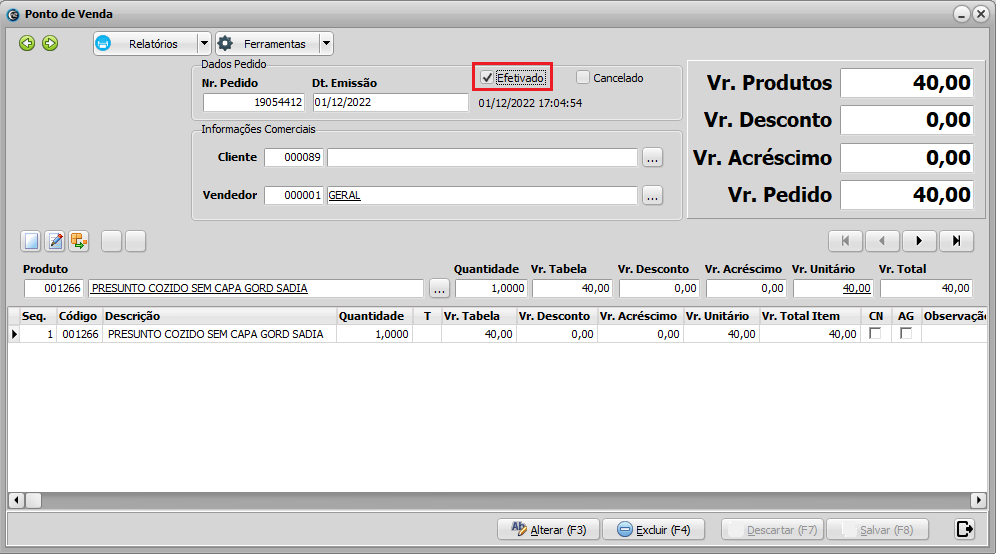 Ponto de Venda
Relatórios Ferramentas
Dados Pedido
Nr. Pedido Dt. Emissão Efetivado Cancelado
19054412 01/12/2022 01/12/2022 17:04:54
Informações Comerciais
Cliente 000089 ...
Vendedor 000001 GERAL ...
Vr. Produtos 40,00
Vr. Desconto 0,00
Vr. Acréscimo 0,00
Vr. Pedido 40,00
Produto Quantidade Vr. Tabela Vr. Desconto Vr. Acréscimo Vr. Unitário Vr. Total
001266 PRESUNTO COZIDO SEM CAPA GORD SADIA ... 1,0000 40,00 0,00 0,00 40,00 40,00
Seq. Código Descrição Quantidade T Vr. Tabela Vr. Desconto Vr. Acréscimo Vr. Unitário Vr. Total Item CN AG Observação
1 001266 PRESUNTO COZIDO SEM CAPA GORD SADIA 1,0000 40,00 0,00 0,00 40,00 40,00
Alterar (F3) Excluir (F4) Descartar (F7) Salvar (F8)